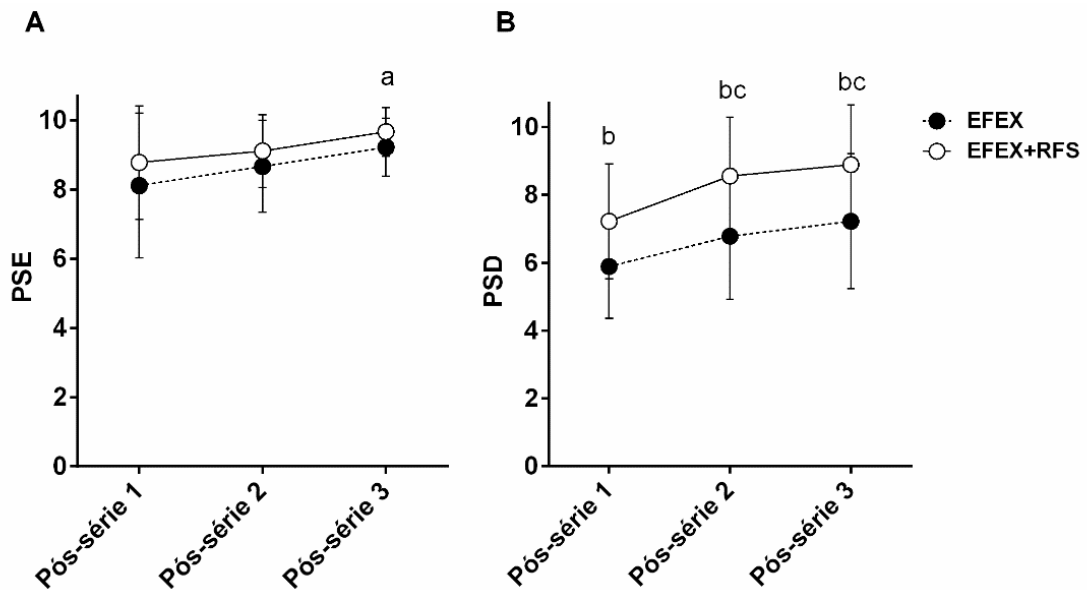 A
a
PSE
10
8
6
4
2
0
Pós-série 1
Pós-série 2
Pós-série 3
B
bc
bc
b
PSD
10
8
6
4
2
0
Pós-série 1
Pós-série 2
Pós-série 3
EFEX
EFEX+RFS